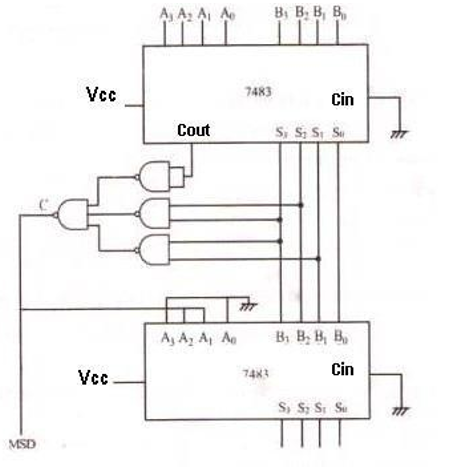 A3 A2 A1 A0 B3 B2 B1 B0
Vcc 7483 Cin
Cout S3 S2 S1 S0
C
A3 A2 A1 A0 B3 B2 B1 B0
Vcc 7483 Cin
S3 S2 S1 S0
MSD